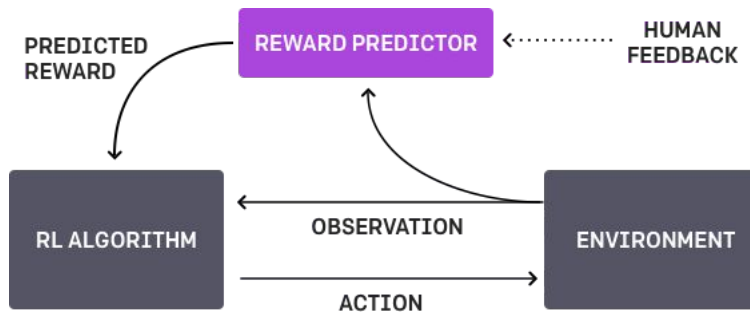 PREDICTED
REWARD
REWARD PREDICTOR
HUMAN
FEEDBACK
RL ALGORITHM
OBSERVATION
ENVIRONMENT
ACTION